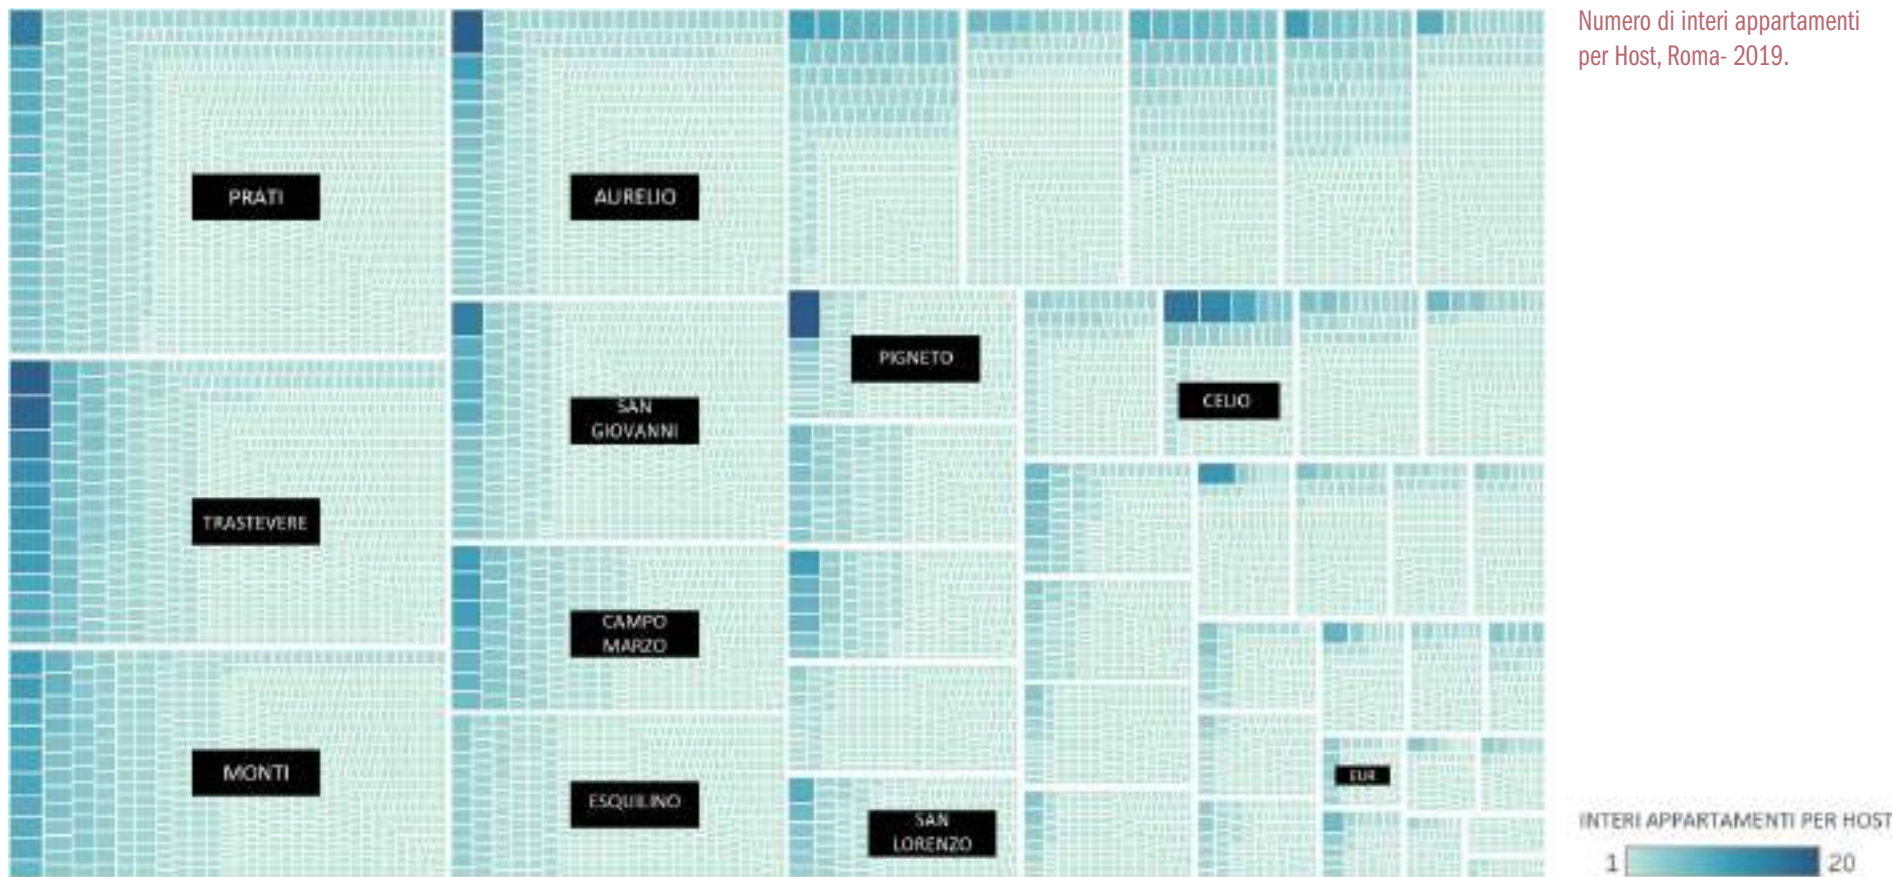 Numero di interi appartamenti
per Host, Roma- 2019.
PRATI
AURELIO
PIGNETO
CELIO
SAN
GIOVANNI
TRASTEVERE
CAMPO
MARZO
MONTI
ESQUILINO
EUR
SAN
LORENZO
INTERI APPARTAMENTI PER HOST
1 20